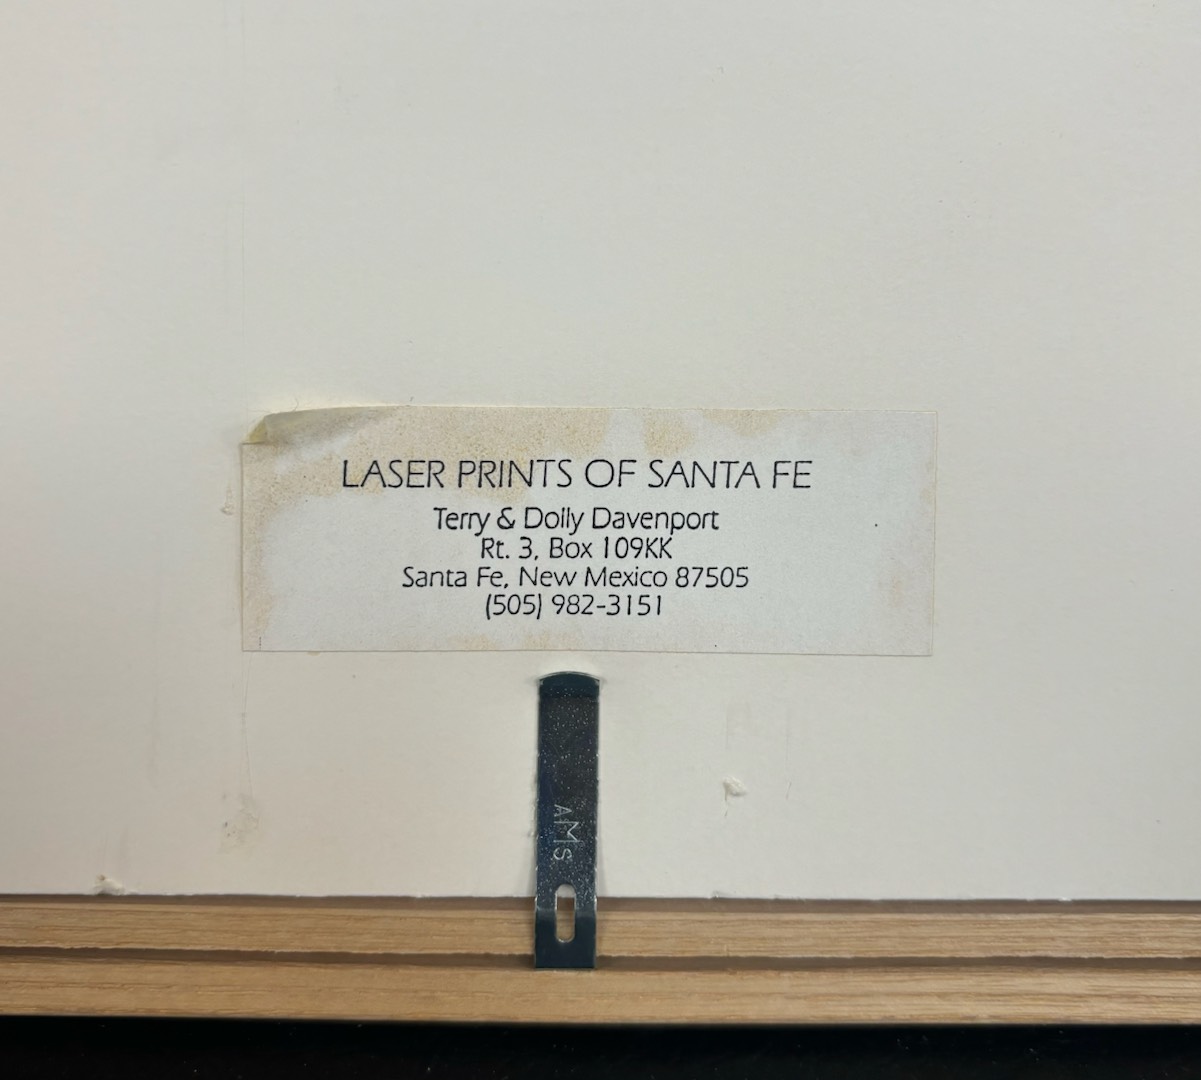 LASER PRINTS OF SANTA FE
Terry & Dolly Davenport
Rt. 3, Box 109KK
Santa Fe, New Mexico 87505
(505) 982-3151
AMS